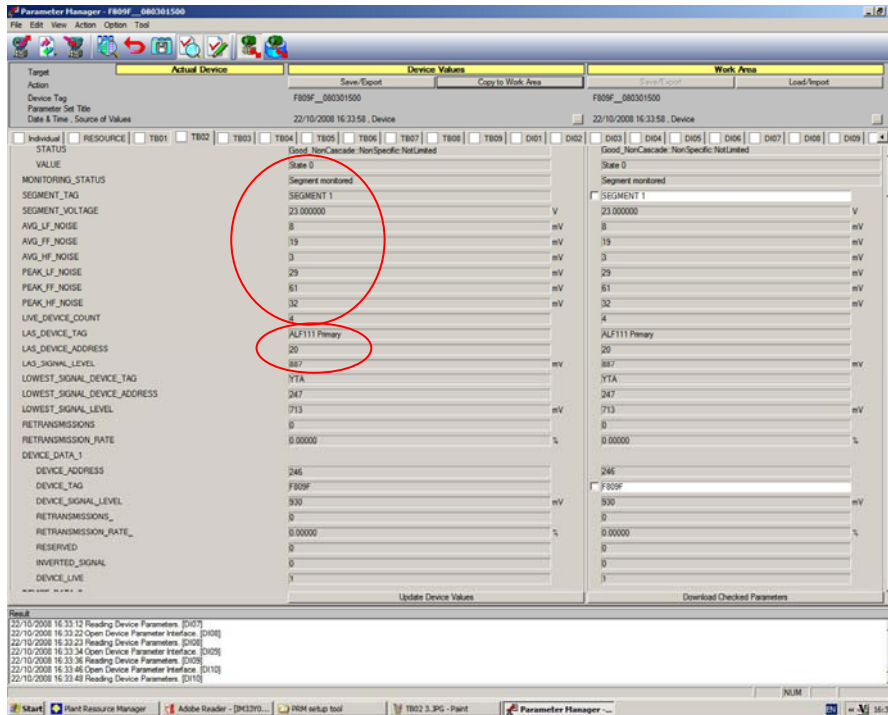 Parameter Manager - F809F__080301500
File Edit View Action Option Tool
Target Actual Device Device Values Work Area
Action Save/Export Copy to Work Area Save/Export Load/Import
Device Tag F809F__080301500 F809F__080301500
Parameter Set Title
Date & Time , Source of Values 22/10/2008 16:33:58 , Device 22/10/2008 16:33:58 , Device
Individual RESOURCE TB01 TB02 TB03 TB04 TB05 TB06 TB07 TB08 TB09 DI01 DI02 DI03 DI04 DI05 DI06 DI07 DI08 DI09
STATUS Good_NonCascade :NonSpecific:NotLimited Good_NonCascade :NonSpecific:NotLimited
VALUE State 0 State 0
MONITORING_STATUS Segment monitored Segment monitored
SEGMENT_TAG SEGMENT 1 SEGMENT 1
SEGMENT_VOLTAGE 23.000000 V 23.000000 V
AVG_LF_NOISE 8 mV 8 mV
AVG_FF_NOISE 19 mV 19 mV
AVG_HF_NOISE 3 mV 3 mV
PEAK_LF_NOISE 29 mV 29 mV
PEAK_FF_NOISE 61 mV 61 mV
PEAK_HF_NOISE 32 mV 32 mV
LIVE_DEVICE_COUNT 4 4
LAS_DEVICE_TAG ALF111 Primary ALF111 Primary
LAS_DEVICE_ADDRESS 20 20
LAS_SIGNAL_LEVEL 887 mV 887 mV
LOWEST_SIGNAL_DEVICE_TAG YTA YTA
LOWEST_SIGNAL_DEVICE_ADDRESS 247 247
LOWEST_SIGNAL_LEVEL 713 mV 713 mV
RETRANSMISSIONS 0 0
RETRANSMISSION_RATE 0.00000 % 0.00000 %
DEVICE_DATA_1
DEVICE_ADDRESS 246 246
DEVICE_TAG F809F F809F
DEVICE_SIGNAL_LEVEL 930 mV 930 mV
RETRANSMISSIONS_ 0 0
RETRANSMISSION_RATE_ 0.00000 % 0.00000 %
RESERVED 0 0
INVERTED_SIGNAL 0 0
DEVICE_LIVE 1 1
Update Device Values Download Checked Parameters
Result
22/10/2008 16:33:12 Reading Device Parameters. [DI07]
22/10/2008 16:33:22 Open Device Parameter Interface. [DI08]
22/10/2008 16:33:23 Reading Device Parameters. [DI08]
22/10/2008 16:33:34 Open Device Parameter Interface. [DI09]
22/10/2008 16:33:36 Reading Device Parameters. [DI09]
22/10/2008 16:33:46 Open Device Parameter Interface. [DI10]
22/10/2008 16:33:48 Reading Device Parameters. [DI10]
NUM
Start Plant Resource Manager Adobe Reader - [IM33Y0... PRM setup tool TB02 3.JPG - Paint Parameter Manager -... EN